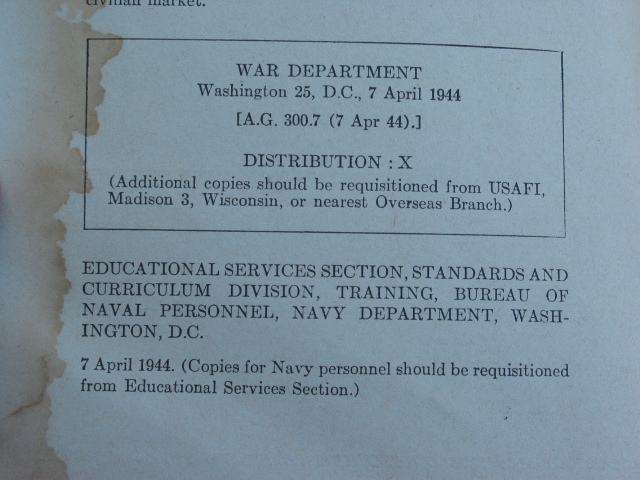 civilian market.
WAR DEPARTMENT
Washington 25, D.C., 7 April 1944
[A.G. 300.7 (7 Apr 44).]
DISTRIBUTION : X
(Additional copies should be requisitioned from USAFI,
Madison 3, Wisconsin, or nearest Overseas Branch.)
EDUCATIONAL SERVICES SECTION, STANDARDS AND
CURRICULUM DIVISION, TRAINING, BUREAU OF
NAVAL PERSONNEL, NAVY DEPARTMENT, WASH-
INGTON, D.C.
7 April 1944. (Copies for Navy personnel should be requisitioned
from Educational Services Section.)